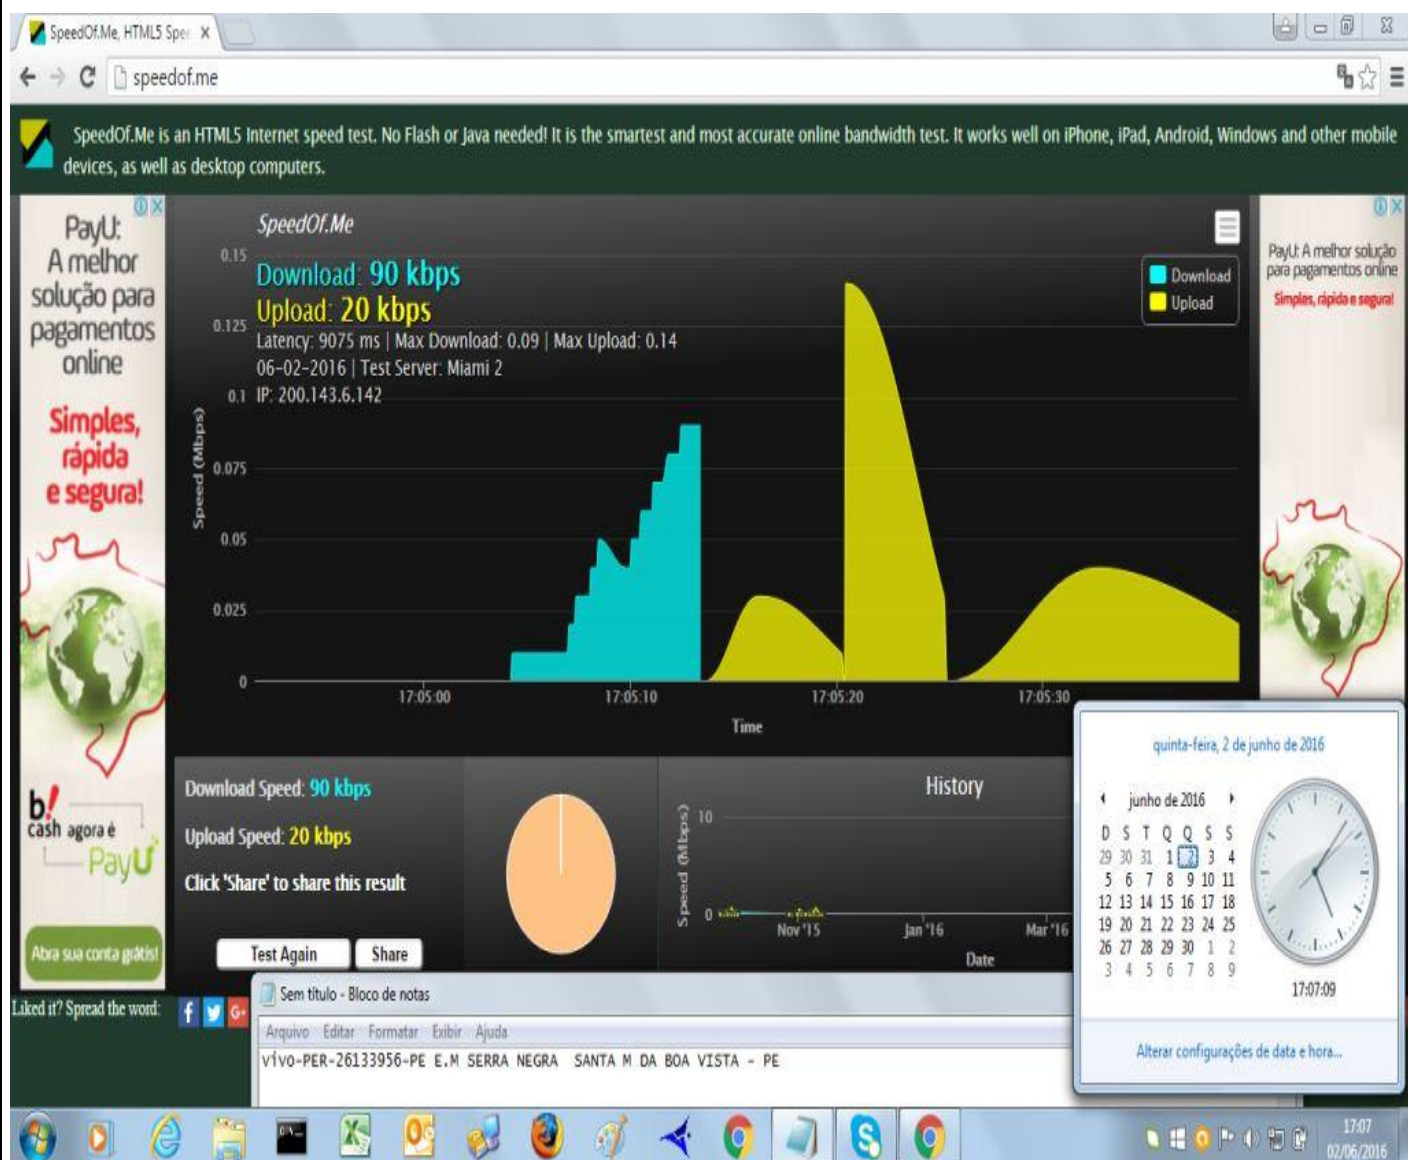 SpeedOf.Me, HTML5 Spee
speedof.me
SpeedOf.Me is an HTML5 Internet speed test. No Flash or Java needed! It is the smartest and most accurate online bandwidth test. It works well on iPhone, iPad, Android, Windows and other mobile
devices, as well as desktop computers.
PayU:
A melhor
solução para
pagamentos
online
Simples,
rápida
e segura!
b!
cash agora é
PayU
Abra sua conta grátis!
SpeedOf.Me
Download: 90 kbps
Upload: 20 kbps
Latency: 9075 ms | Max Download: 0.09 | Max Upload: 0.14
06-02-2016 | Test Server: Miami 2
IP: 200.143.6.142
Download
Upload
Speed (Mbps)
0.15
0.125
0.1
0.075
0.05
0.025
0
17:05:00 17:05:10 17:05:20 17:05:30
Time
PayU: A melhor solução
para pagamentos online
Simples, rápida e segura!
Download Speed: 90 kbps
Upload Speed: 20 kbps
Click 'Share' to share this result
Test Again Share
History
Speed (Mbps)
10
0
Nov '15 Jan '16 Mar '16
Date
quinta-feira, 2 de junho de 2016
junho de 2016
D S T Q Q S S
29 30 31 1 2 3 4
5 6 7 8 9 10 11
12 13 14 15 16 17 18
19 20 21 22 23 24 25
26 27 28 29 30 1 2
3 4 5 6 7 8 9
17:07:09
Alterar configurações de data e hora...
Liked it? Spread the word:
Sem título - Bloco de notas
Arquivo Editar Formatar Exibir Ajuda
vivo-PER-26133956-PE E.M SERRA NEGRA SANTA M DA BOA VISTA - PE
17:07
02/06/2016